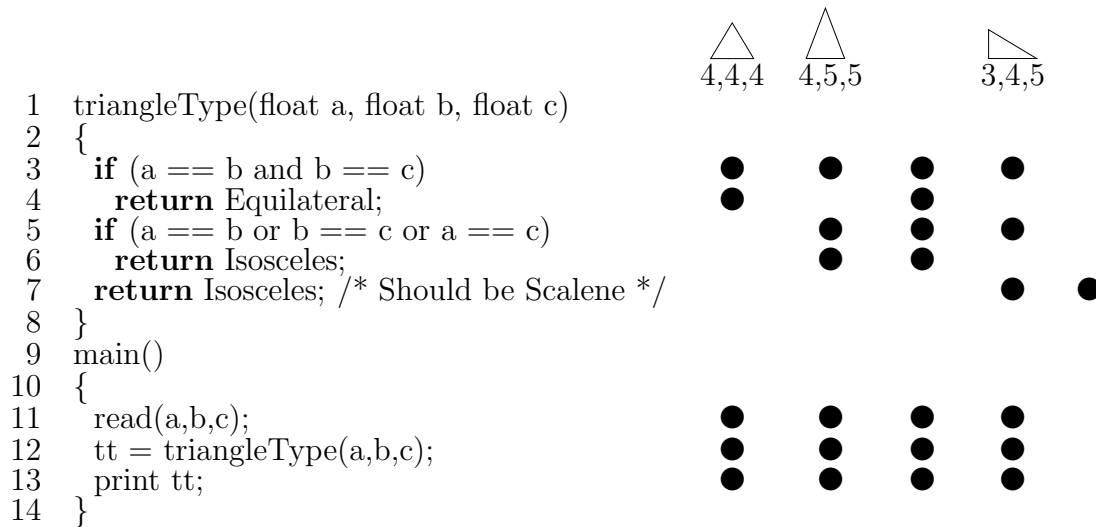 4,4,4 4,5,5 3,4,5
1 triangleType(float a, float b, float c)
2 {
3 if (a == b and b == c)
4 return Equilateral;
5 if (a == b or b == c or a == c)
6 return Isosceles;
7 return Isosceles; /* Should be Scalene */
8 }
9 main()
10 {
11 read(a,b,c);
12 tt = triangleType(a,b,c);
13 print tt;
14 }